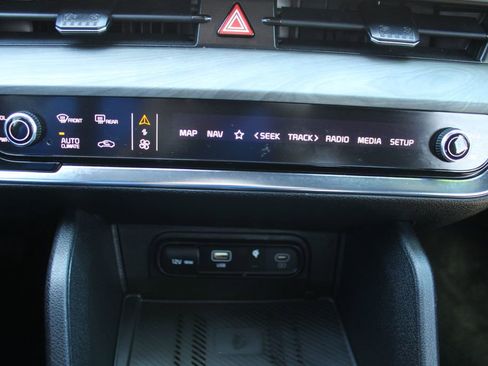 FRONT
REAR
MAP NAV ☆ <SEEK TRACK> RADIO MEDIA SETUP
AUTO
CLIMATE
12V
USB